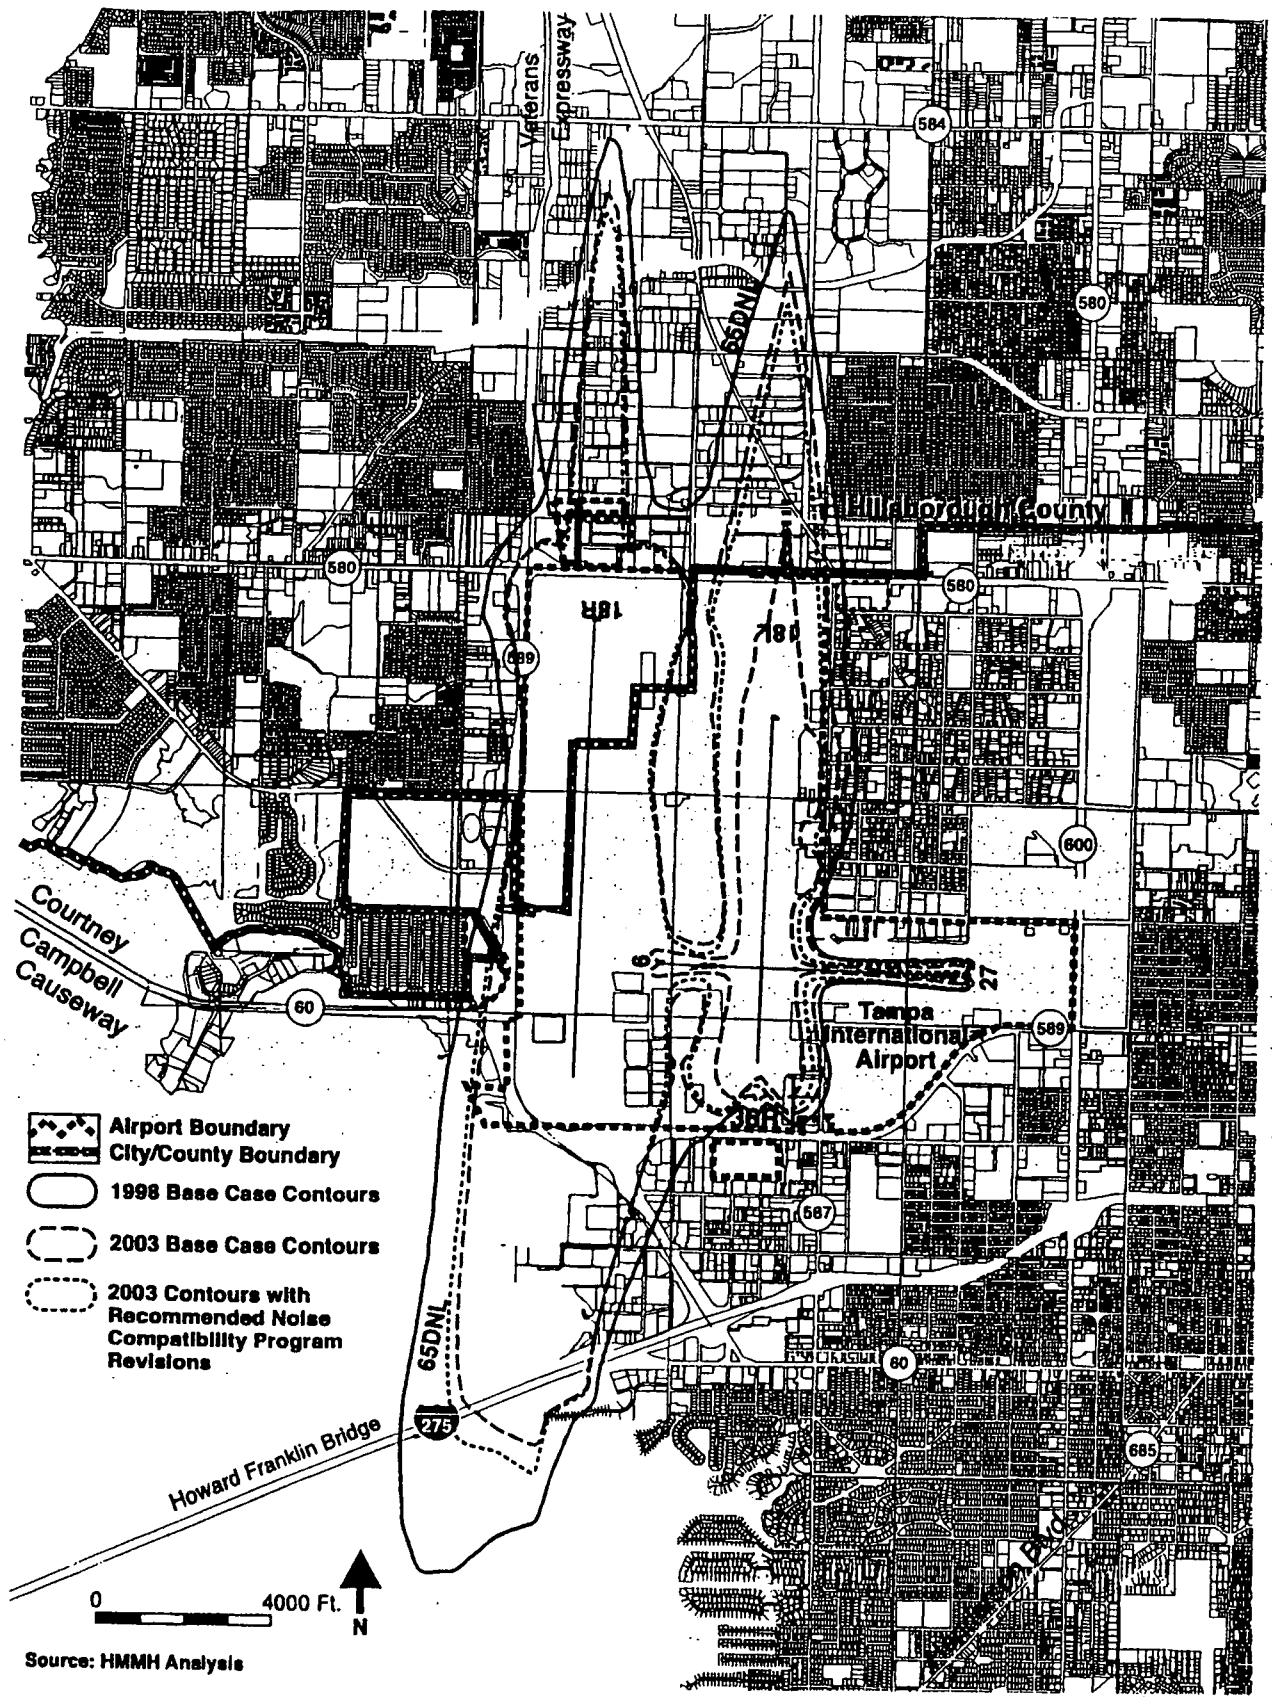 Veterans
Expressway
584
580
65DNL
Hillsborough County
580
580
18R
18L
589
600
Courtney
Campbell
Causeway
60
9
27
Tampa
International
Airport
589
36R
Airport Boundary
City/County Boundary
1998 Base Case Contours
2003 Base Case Contours
2003 Contours with
Recommended Noise
Compatibility Program
Revisions
587
65DNL
60
275
685
Howard Franklin Bridge
Blvd
0 4000 Ft.
N
Source: HMMH Analysis